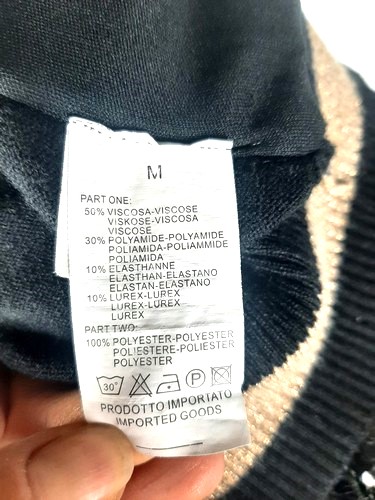 M
PART ONE:
50% VISCOSA-VISCOSE
VISKOSE-VISCOSA
VISCOSE
30% POLYAMIDE-POLYAMIDE
POLIAMIDA-POLIAMMIDE
POLIAMIDA
10% ELASTHANNE
ELASTHAN-ELASTANO
ELASTAN-ELASTANO
10% LUREX-LUREX
LUREX-LUREX
LUREX
PART TWO:
100% POLYESTER-POLYESTER
POLIESTERE-POLIESTER
POLYESTER
30° P
PRODOTTO IMPORTATO
IMPORTED GOODS